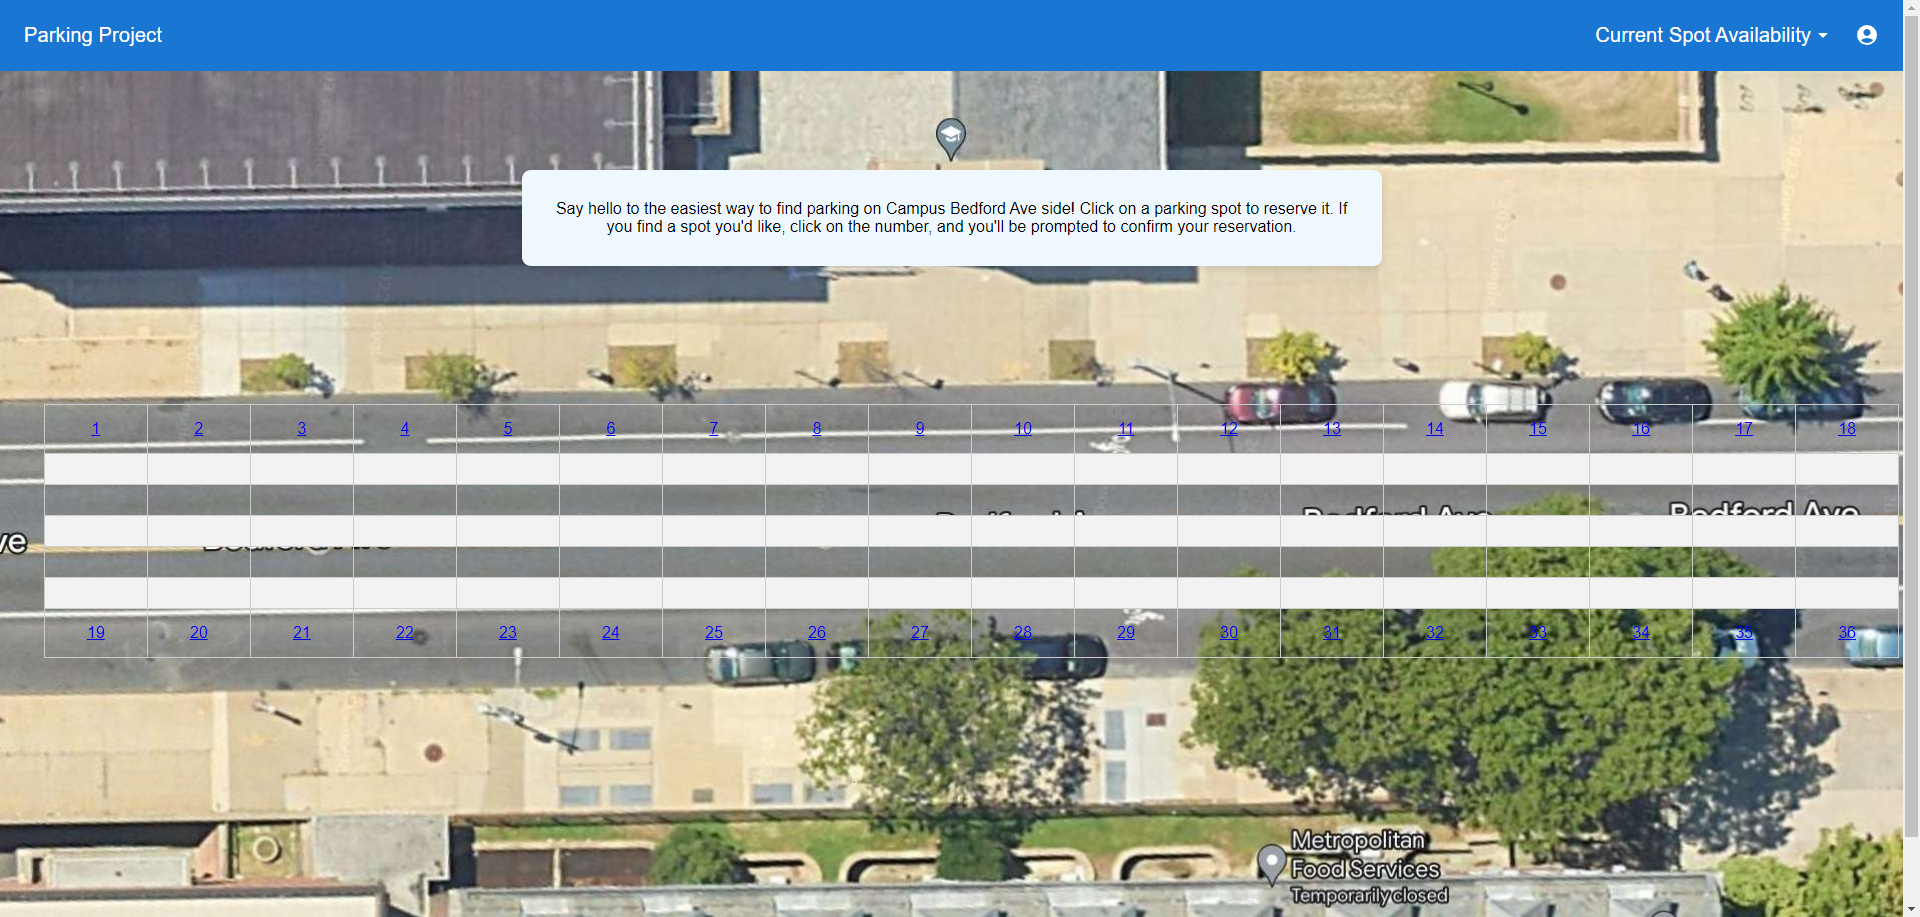 Parking Project
Current Spot Availability
Say hello to the easiest way to find parking on Campus Bedford Ave side! Click on a parking spot to reserve it. If
you find a spot you'd like, click on the number, and you'll be prompted to confirm your reservation.
1 2 3 4 5 6 7 8 9 10 11 12 13 14 15 16 17 18
Bedford Ave Bedford Ave
ve
19 20 21 22 23 24 25 26 27 28 29 30 31 32 33 34 35 36
Metropolitan
Food Services
Temporarily closed